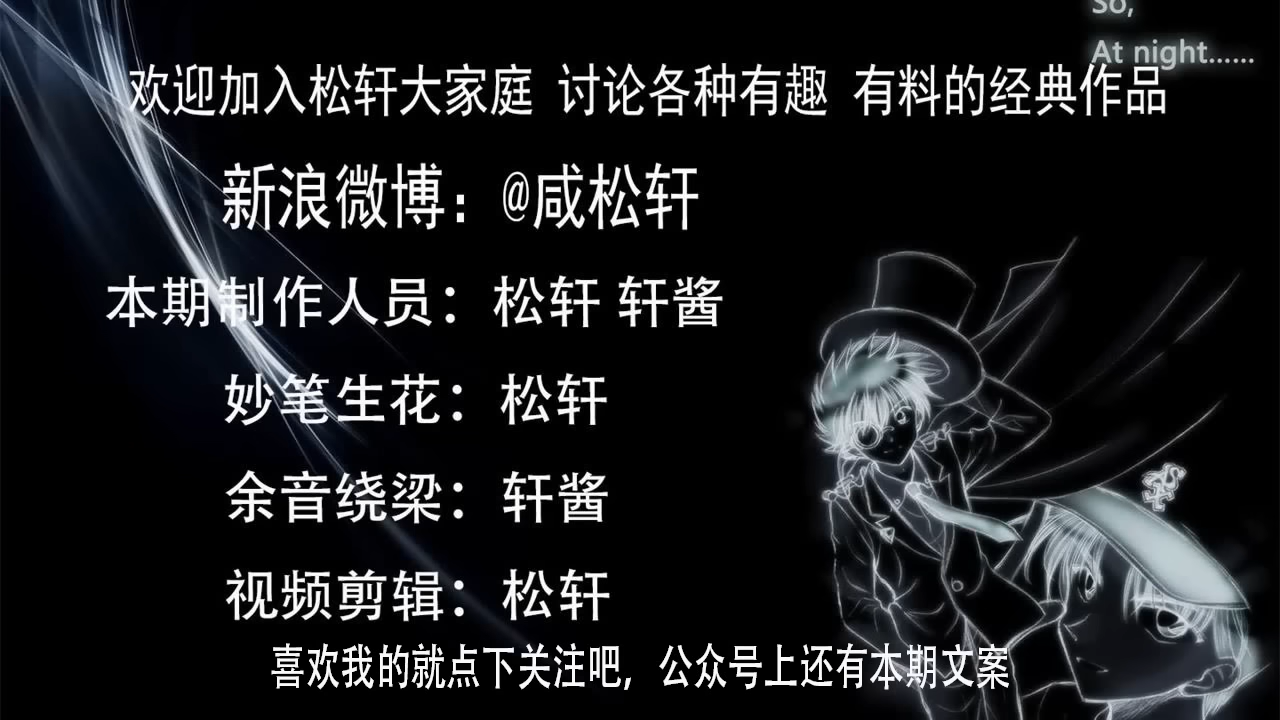 So,
At night......
欢迎加入松轩大家庭 讨论各种有趣 有料的经典作品
新浪微博：@咸松轩
本期制作人员：松轩 轩酱
妙笔生花：松轩
余音绕梁：轩酱
视频剪辑：松轩
喜欢我的就点下关注吧，公众号上还有本期文案